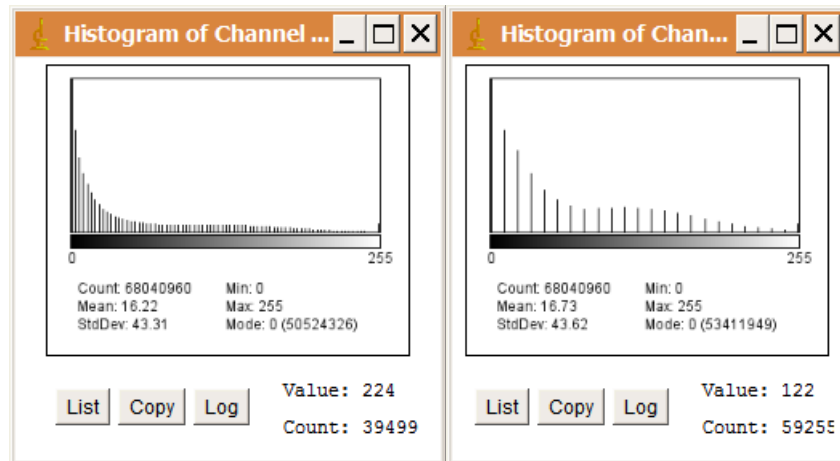 Histogram of Channel ...
0 255
Count: 68040960 Min: 0
Mean: 16.22 Max: 255
StdDev: 43.31 Mode: 0 (50524326)
List Copy Log
Value: 224
Count: 39499
Histogram of Chan...
0 255
Count: 68040960 Min: 0
Mean: 16.73 Max: 255
StdDev: 43.62 Mode: 0 (53411949)
List Copy Log
Value: 122
Count: 59255